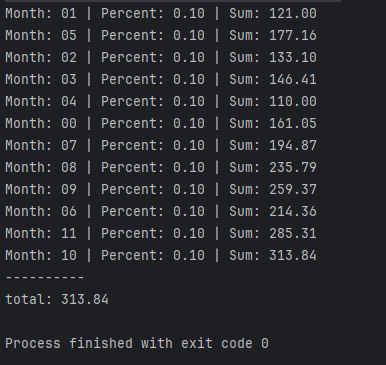 Month: 01 | Percent: 0.10 | Sum: 121.00
Month: 05 | Percent: 0.10 | Sum: 177.16
Month: 02 | Percent: 0.10 | Sum: 133.10
Month: 03 | Percent: 0.10 | Sum: 146.41
Month: 04 | Percent: 0.10 | Sum: 110.00
Month: 00 | Percent: 0.10 | Sum: 161.05
Month: 07 | Percent: 0.10 | Sum: 194.87
Month: 08 | Percent: 0.10 | Sum: 235.79
Month: 09 | Percent: 0.10 | Sum: 259.37
Month: 06 | Percent: 0.10 | Sum: 214.36
Month: 11 | Percent: 0.10 | Sum: 285.31
Month: 10 | Percent: 0.10 | Sum: 313.84
----------
total: 313.84
Process finished with exit code 0